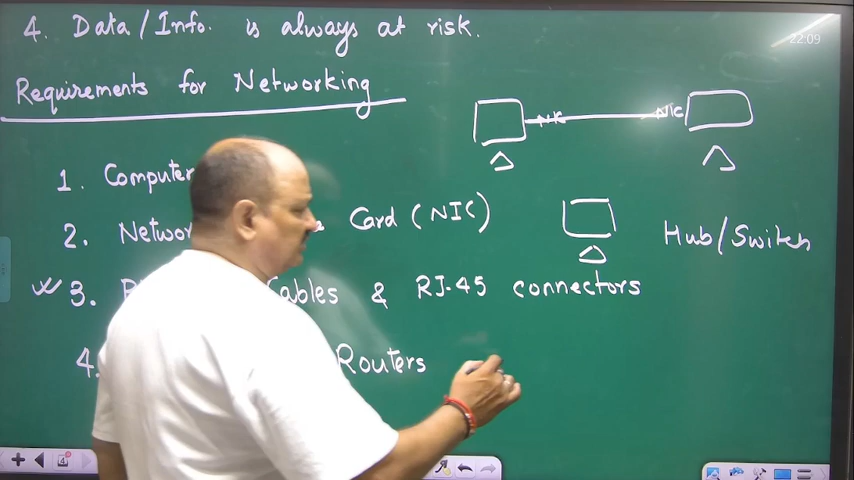 4. Data/Info. is always at risk.
22:09
Requirements for Networking
NIC NIC
1. Computer
2. Networ Card (NIC)
Hub/Switch
3. Cables & RJ-45 connectors
4. Routers